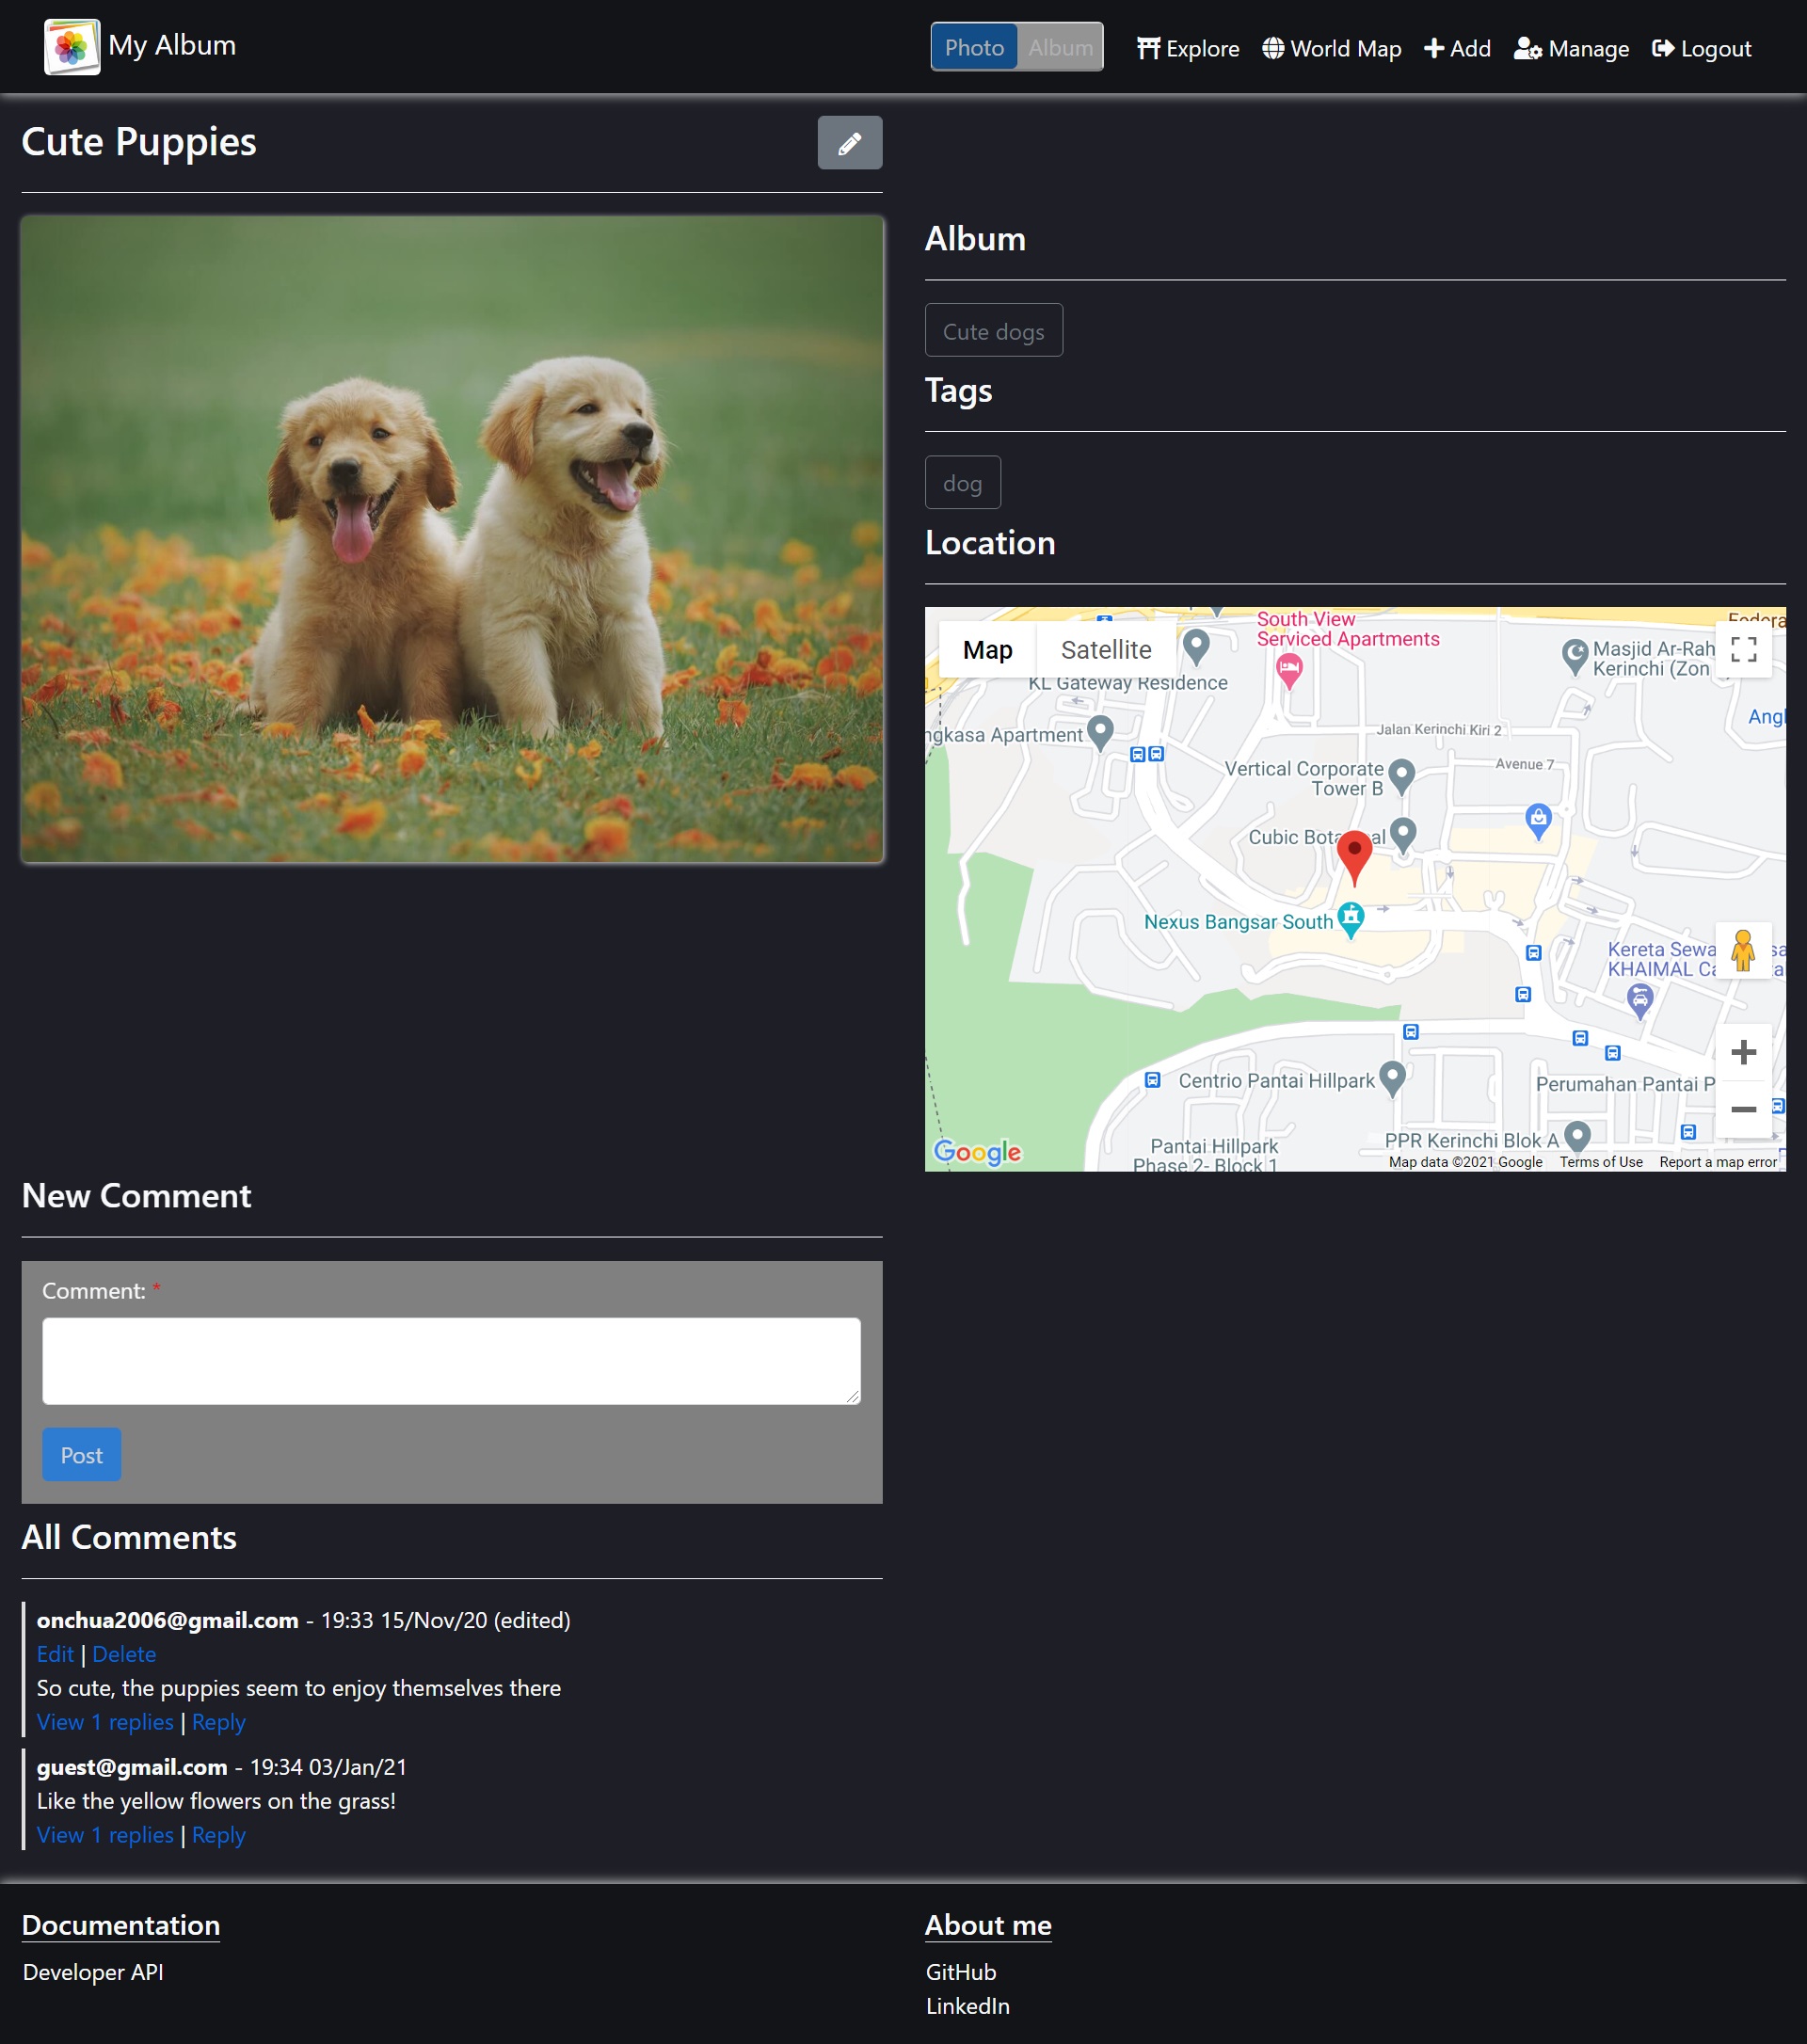 My Album
Photo
Album
Explore
World Map
Add
Manage
Logout
Cute Puppies
Album
Cute dogs
Tags
dog
Location
Map
Satellite
South View
Serviced Apartments
Masjid Ar-Rah
Kerinchi (Zon
KL Gateway Residence
Jalan Kerinchi Kiri 2
Apartment
Avenue 7
Vertical Corporate
Tower B
Cubic
Nexus Bangsar South
Kereta Sewa
KHAIMAL
Centrio Pantai Hillpark
Perumahan Pantai P
PPR Kerinchi Blok A
Pantai Hillpark
Phase 2- Block 1
Google
Map data ©2021 Google
Terms of Use
Report a map error
New Comment
Comment: *
Post
All Comments
onchua2006@gmail.com - 19:33 15/Nov/20 (edited)
Edit | Delete
So cute, the puppies seem to enjoy themselves there
View 1 replies | Reply
guest@gmail.com - 19:34 03/Jan/21
Like the yellow flowers on the grass!
View 1 replies | Reply
Documentation
Developer API
About me
GitHub
LinkedIn